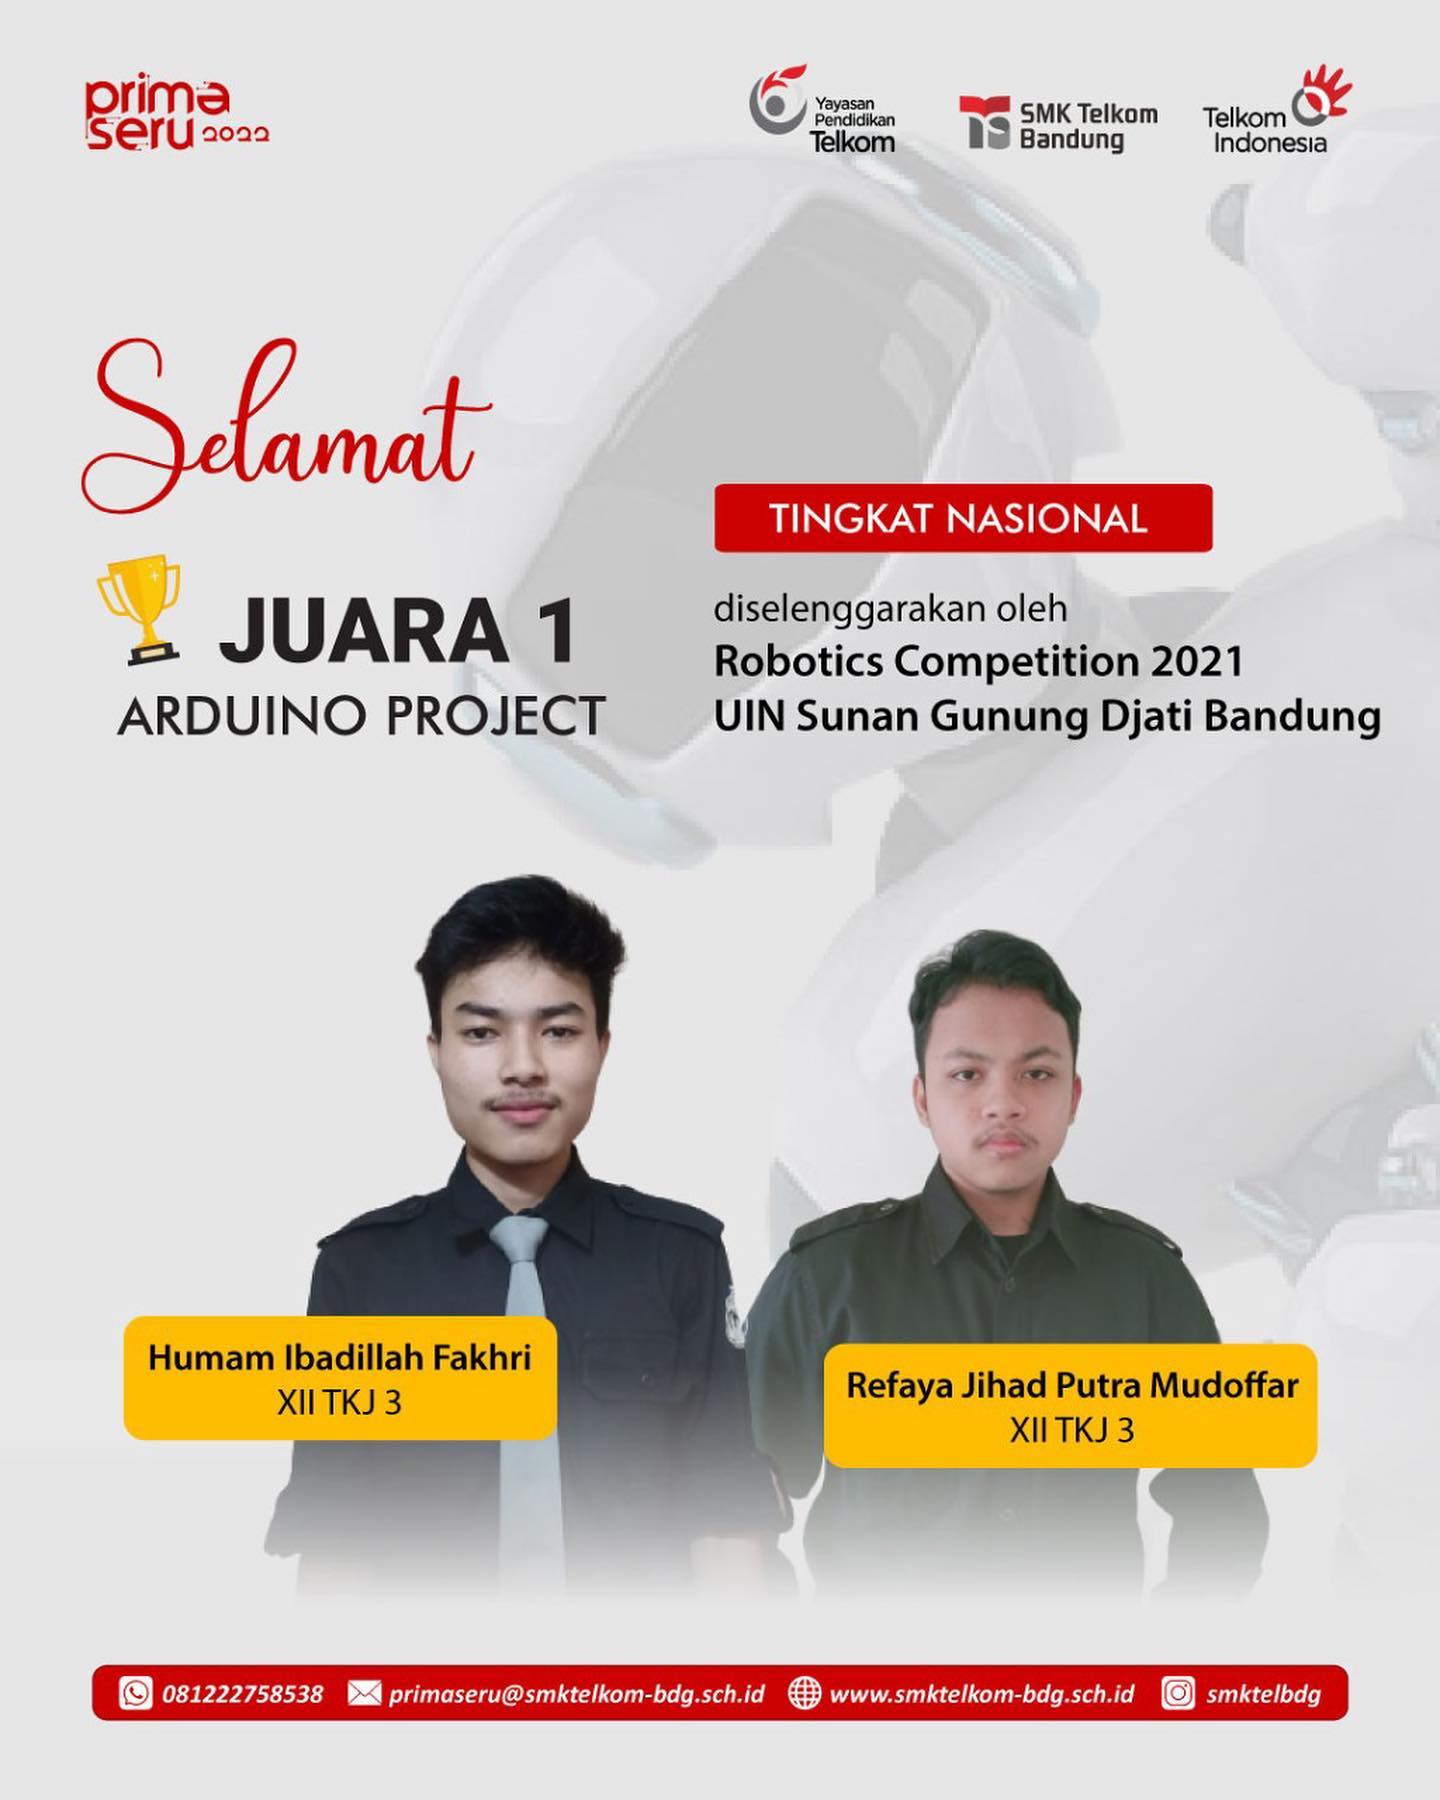 prima
seru 2022
Yayasan
Pendidikan
Telkom
TS SMK Telkom
Bandung
Telkom
Indonesia
Selamat
JUARA 1
ARDUINO PROJECT
TINGKAT NASIONAL
diselenggarakan oleh
Robotics Competition 2021
UIN Sunan Gunung Djati Bandung
Humam Ibadillah Fakhri
XII TKJ 3
Refaya Jihad Putra Mudoffar
XII TKJ 3
081222758538 primaseru@smktelkom-bdg.sch.id www.smktelkom-bdg.sch.id smktelbdg